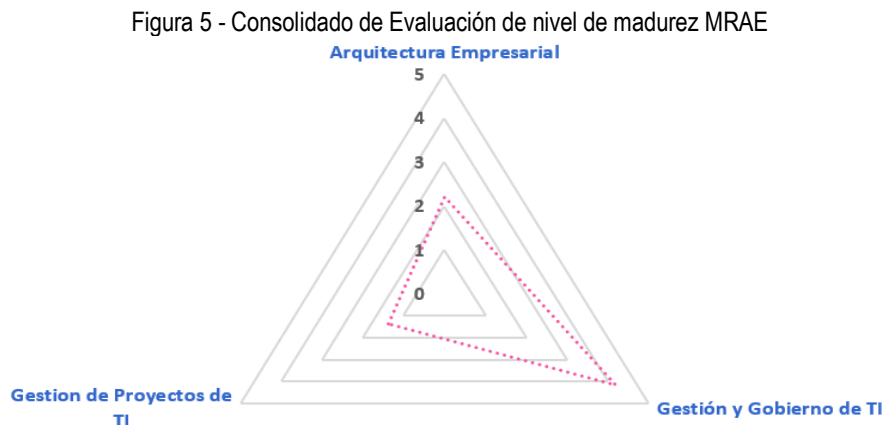 Figura 5 - Consolidado de Evaluación de nivel de madurez MRAE
Arquitectura Empresarial
5
4
3
2
1
0
Gestion de Proyectos de
TI
Gestión y Gobierno de TI